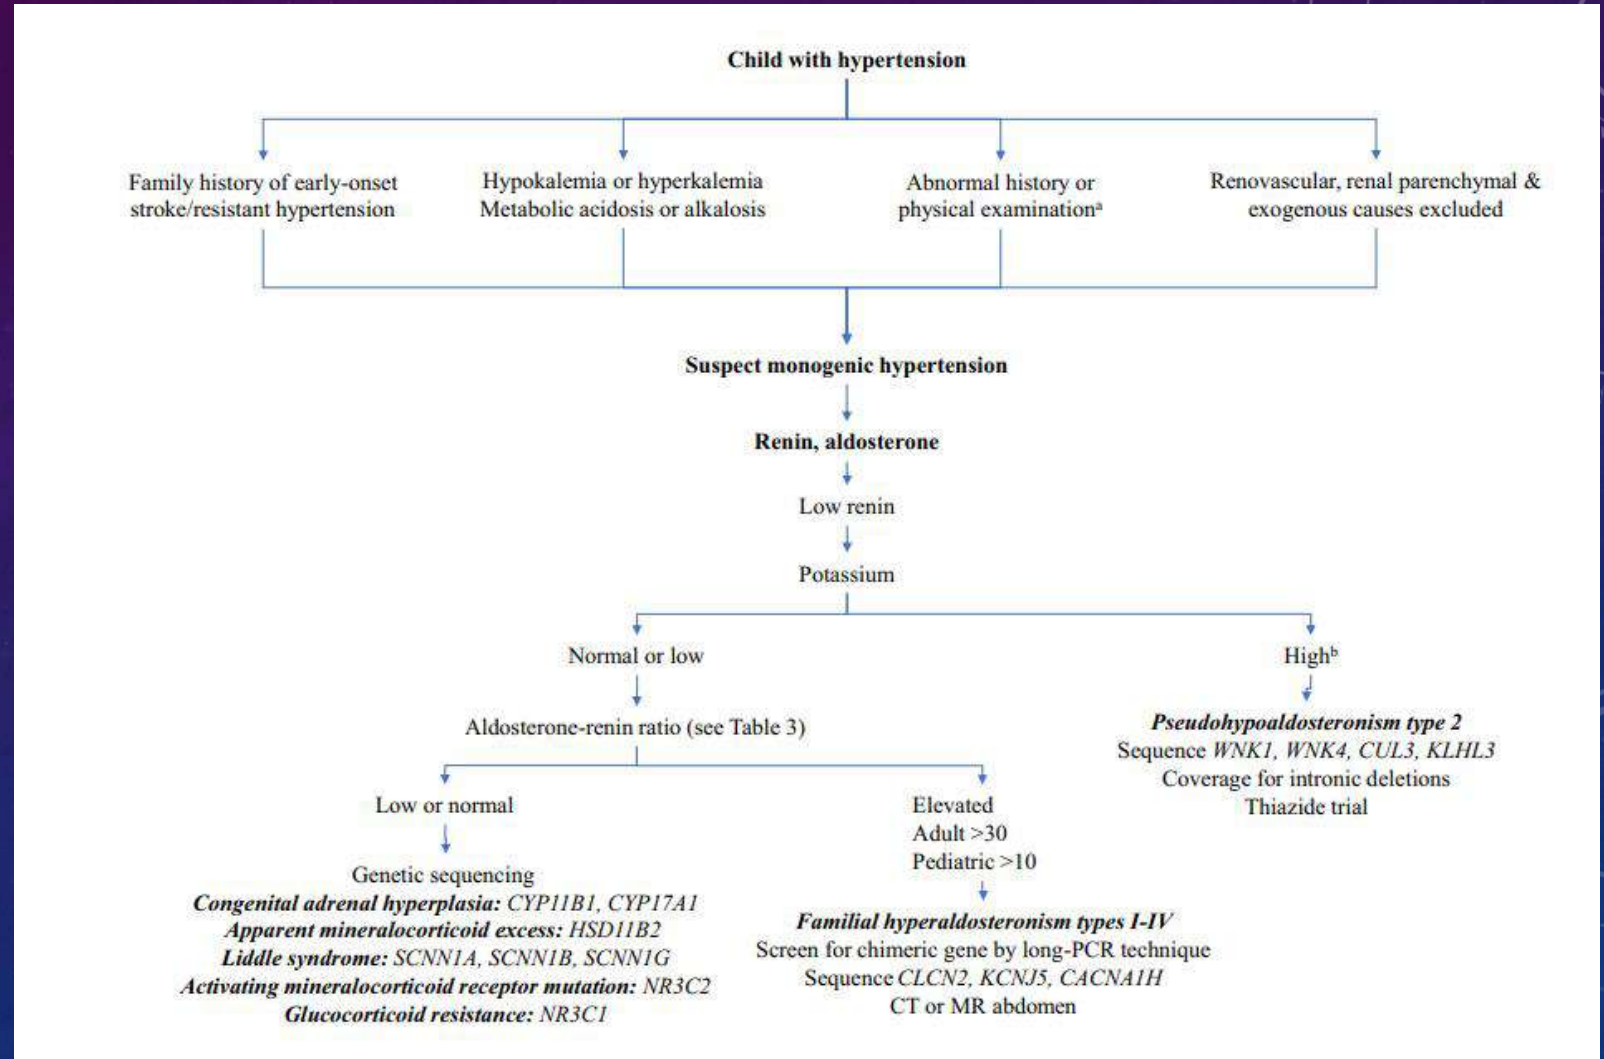 Child with hypertension
Family history of early-onset
stroke/resistant hypertension
Hypokalemia or hyperkalemia
Metabolic acidosis or alkalosis
Abnormal history or
physical examinationᵃ
Renovascular, renal parenchymal &
exogenous causes excluded
Suspect monogenic hypertension
Renin, aldosterone
Low renin
Potassium
Normal or low
Highᵇ
Aldosterone-renin ratio (see Table 3)
Pseudohypoaldosteronism type 2
Sequence WNK1, WNK4, CUL3, KLHL3
Coverage for intronic deletions
Thiazide trial
Low or normal
Elevated
Adult >30
Pediatric >10
Genetic sequencing
Congenital adrenal hyperplasia: CYP11B1, CYP17A1
Apparent mineralocorticoid excess: HSD11B2
Liddle syndrome: SCNN1A, SCNN1B, SCNN1G
Activating mineralocorticoid receptor mutation: NR3C2
Glucocorticoid resistance: NR3C1
Familial hyperaldosteronism types I-IV
Screen for chimeric gene by long-PCR technique
Sequence CLCN2, KCNJ5, CACNA1H
CT or MR abdomen